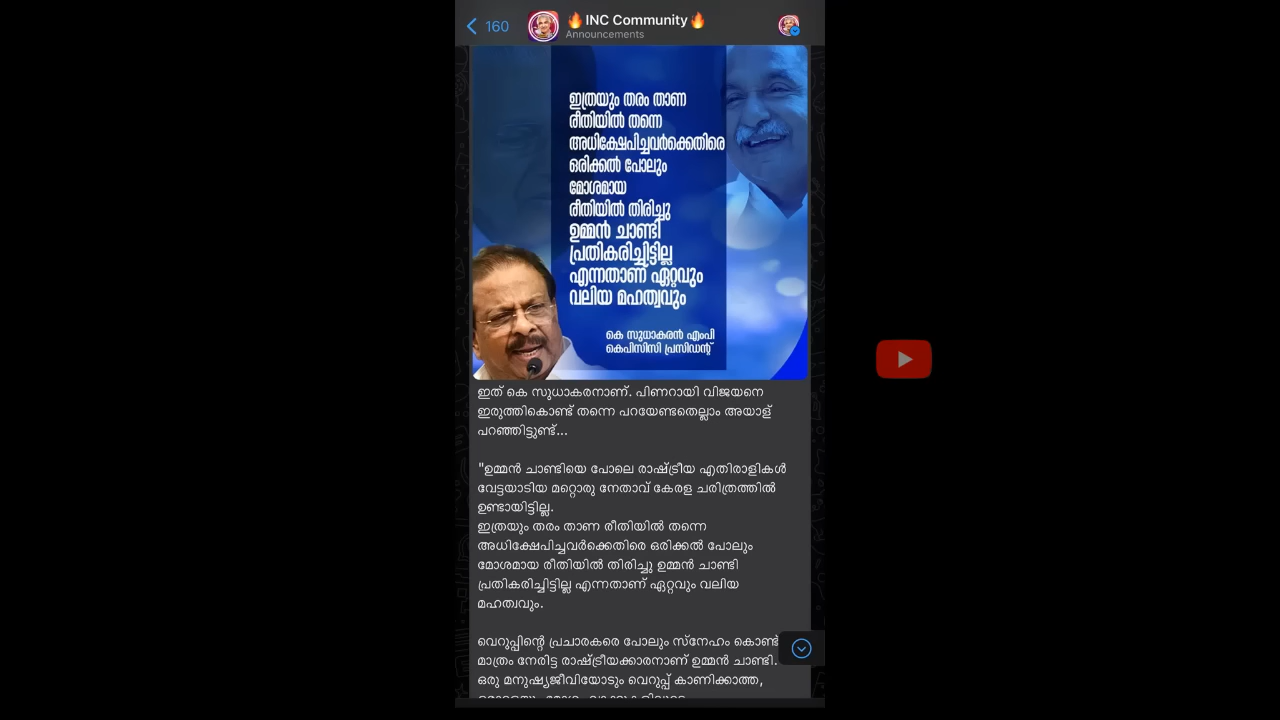 160
🔥INC Community🔥
Announcements
ഇത്രയും തരം താണ
രീതിയിൽ തന്നെ
അധിക്ഷേപിച്ചവർക്കെതിരെ
ഒരിക്കൽ പോലും
മോശമായ
രീതിയിൽ തിരിച്ചു
ഉമ്മൻ ചാണ്ടി
പ്രതികരിച്ചിട്ടില്ല
എന്നതാണ് ഏറ്റവും
വലിയ മഹത്വവും
കെ സുധാകരൻ എംപി
കെപിസിസി പ്രസിഡന്റ്
ഇത് കെ സുധാകരനാണ്. പിണറായി വിജയനെ
ഇരുത്തികൊണ്ട് തന്നെ പറയേണ്ടതെല്ലാം അയാള്
പറഞ്ഞിട്ടുണ്ട്...
"ഉമ്മൻ ചാണ്ടിയെ പോലെ രാഷ്ട്രീയ എതിരാളികൾ
വേട്ടയാടിയ മറ്റൊരു നേതാവ് കേരള ചരിത്രത്തിൽ
ഉണ്ടായിട്ടില്ല.
ഇത്രയും തരം താണ രീതിയിൽ തന്നെ
അധിക്ഷേപിച്ചവർക്കെതിരെ ഒരിക്കൽ പോലും
മോശമായ രീതിയിൽ തിരിച്ചു ഉമ്മൻ ചാണ്ടി
പ്രതികരിച്ചിട്ടില്ല എന്നതാണ് ഏറ്റവും വലിയ
മഹത്വവും.
വെറുപ്പിന്റെ പ്രചാരകരെ പോലും സ്നേഹം കൊണ്ട്
മാത്രം നേരിട്ട രാഷ്ട്രീയക്കാരനാണ് ഉമ്മൻ ചാണ്ടി.
ഒരു മനുഷ്യജീവിയോടും വെറുപ്പ് കാണിക്കാത്ത,